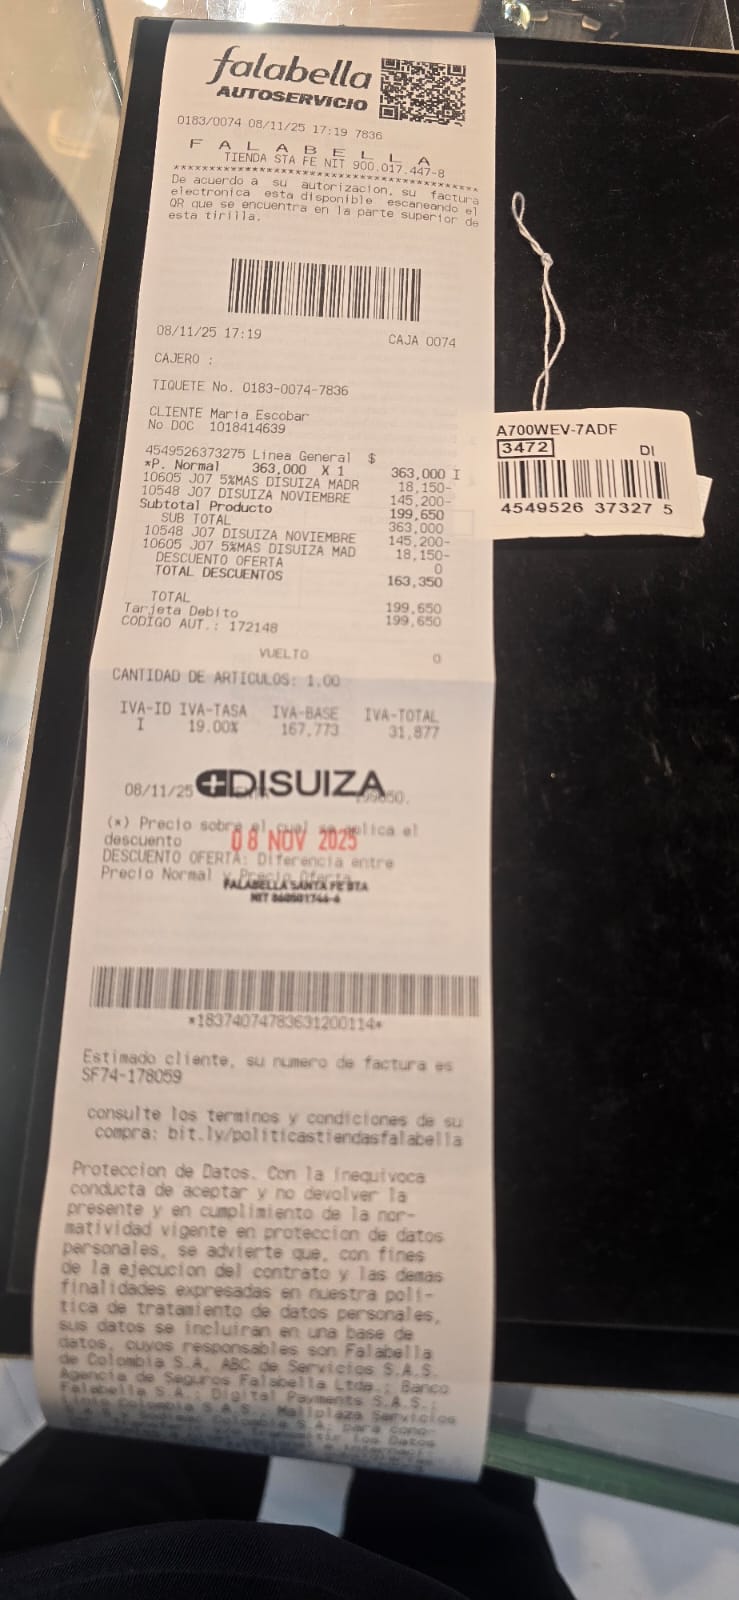 falabella
AUTOSERVICIO
0183/0074 08/11/25 17:19 7836
F A L A B E L L A
TIENDA STA FE NIT 900.017.447-8
************************************************
De acuerdo a su autorizacion, su factura
electronica esta disponible escaneando el
QR que se encuentra en la parte superior de
esta tirilla.
08/11/25 17:19 CAJA 0074
CAJERO :
TIQUETE No. 0183-0074-7836
CLIENTE Maria Escobar
No DOC 1018414639
4549526373275 Linea General $
*P. Normal 363,000 X 1 363,000 I
10605 J07 5%MAS DISUIZA MADR 18,150-
10548 J07 DISUIZA NOVIEMBRE 145,200-
Subtotal Producto 199,650
SUB TOTAL 363,000
10548 J07 DISUIZA NOVIEMBRE 145,200-
10605 J07 5%MAS DISUIZA MAD 18,150-
DESCUENTO OFERTA 0
TOTAL DESCUENTOS 163,350
TOTAL 199,650
Tarjeta Debito 199,650
CODIGO AUT.: 172148
VUELTO 0
CANTIDAD DE ARTICULOS: 1.00
IVA-ID IVA-TASA IVA-BASE IVA-TOTAL
I 19.00% 167,773 31,877
08/11/25 DISUIZA 199650.
(*) Precio sobre el cual se aplica el
descuento 08 NOV 2025
DESCUENTO OFERTA: Diferencia entre
Precio Normal y Precio Oferta
FALABELLA SANTA FE BTA
NIT
*18374074783631200114*
Estimado cliente, su numero de factura es
SF74-178059
consulte los terminos y condiciones de su
compra: bit.ly/politicastiendasfalabella
Proteccion de Datos. Con la inequivoca
conducta de aceptar y no devolver la
presente y en cumplimiento de la nor-
matividad vigente en proteccion de datos
personales, se advierte que, con fines
de la ejecucion del contrato y las demas
finalidades expresadas en nuestra poli-
tica de tratamiento de datos personales,
sus datos se incluiran en una base de
datos, cuyos responsables son Falabella
de Colombia S.A, ABC de Servicios S.A.S.
Agencia de Seguros Falabella Ltda.; Banco
Falabella S.A.; Digital Payments S.A.S.;
Linio Colombia S.A.S.; Mallplaza Servicios
S.A.S. Sodimac Colombia S.A. para
los Datos
A700WEV-7ADF
3472 DI
4549526 37327 5